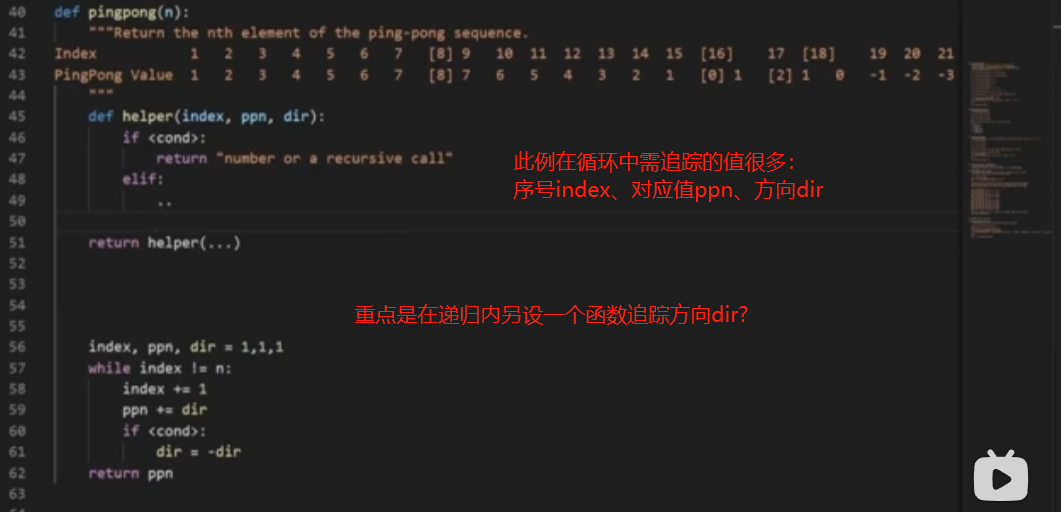 40 def pingpong(n):
41 """Return the nth element of the ping-pong sequence.
42 Index 1 2 3 4 5 6 7 [8] 9 10 11 12 13 14 15 [16] 17 [18] 19 20 21
43 PingPong Value 1 2 3 4 5 6 7 [8] 7 6 5 4 3 2 1 [0] 1 [2] 1 0 -1 -2 -3
44 """
45 def helper(index, ppn, dir):
46 if <cond>:
47 return "number or a recursive call"
48 elif:
49 ..
50
51 return helper(...)
52
53
54
55
56 index, ppn, dir = 1,1,1
57 while index != n:
58 index += 1
59 ppn += dir
60 if <cond>:
61 dir = -dir
62 return ppn
63
此例在循环中需追踪的值很多：
序号index、对应值ppn、方向dir
重点是在递归内另设一个函数追踪方向dir?